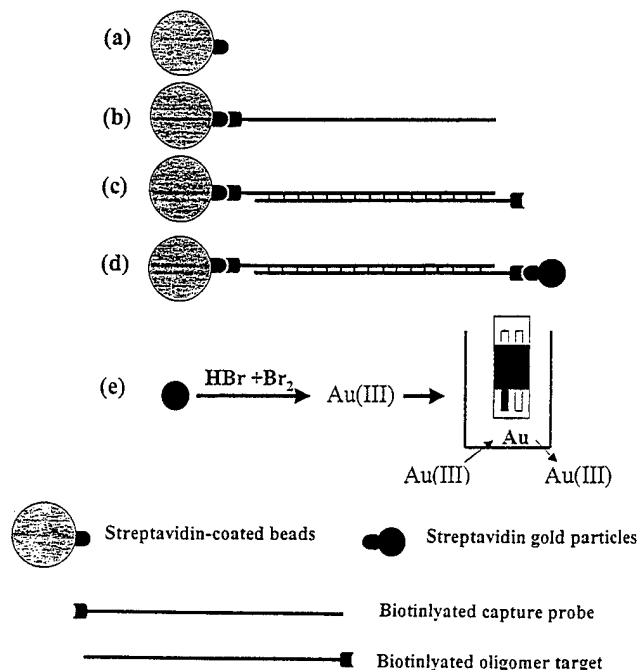 (a)
(b)
(c)
(d)
(e)
HBr +Br₂
Au(III)
Au
Au(III)
Au(III)
Streptavidin-coated beads
Streptavidin gold particles
Biotinlyated capture probe
Biotinlyated oligomer target